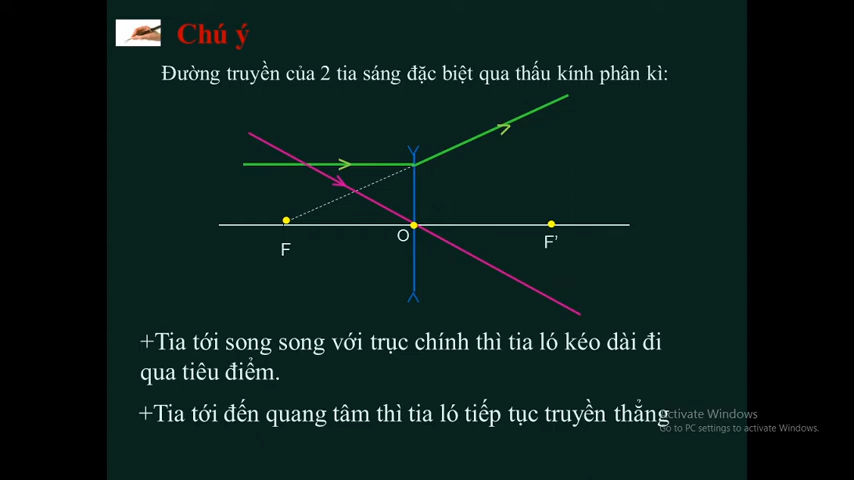 Chú ý
Đường truyền của 2 tia sáng đặc biệt qua thấu kính phân kì:
O
F
F’
+Tia tới song song với trục chính thì tia ló kéo dài đi
qua tiêu điểm.
+Tia tới đến quang tâm thì tia ló tiếp tục truyền thẳng
Activate Windows
Go to PC settings to activate Windows.